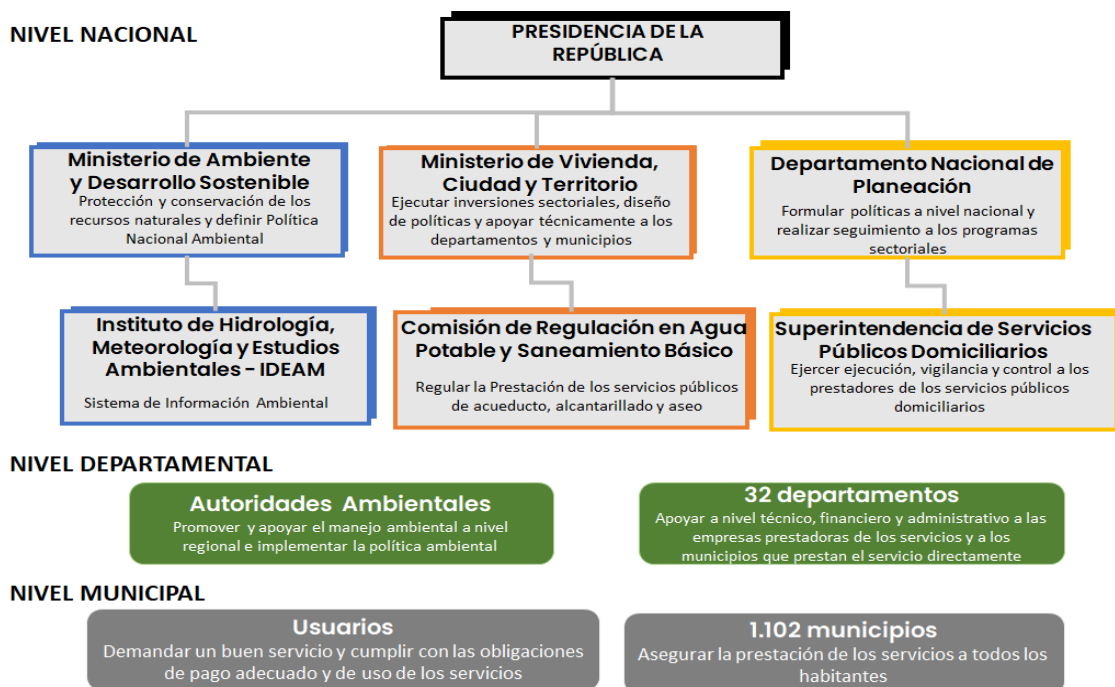 NIVEL NACIONAL
PRESIDENCIA DE LA
REPÚBLICA
Ministerio de Ambiente
y Desarrollo Sostenible
Protección y conservación de los
recursos naturales y definir Política
Nacional Ambiental
Ministerio de Vivienda,
Ciudad y Territorio
Ejecutar inversiones sectoriales, diseño
de políticas y apoyar técnicamente a los
departamentos y municipios
Departamento Nacional de
Planeación
Formular políticas a nivel nacional y
realizar seguimiento a los programas
sectoriales
Instituto de Hidrología,
Meteorología y Estudios
Ambientales - IDEAM
Sistema de Información Ambiental
Comisión de Regulación en Agua
Potable y Saneamiento Básico
Regular la Prestación de los servicios públicos
de acueducto, alcantarillado y aseo
Superintendencia de Servicios
Públicos Domiciliarios
Ejercer ejecución, vigilancia y control a los
prestadores de los servicios públicos
domiciliarios
NIVEL DEPARTAMENTAL
Autoridades Ambientales
Promover y apoyar el manejo ambiental a nivel
regional e implementar la política ambiental
32 departamentos
Apoyar a nivel técnico, financiero y administrativo a las
empresas prestadoras de los servicios y a los
municipios que prestan el servicio directamente
NIVEL MUNICIPAL
Usuarios
Demandar un buen servicio y cumplir con las obligaciones
de pago adecuado y de uso de los servicios
1.102 municipios
Asegurar la prestación de los servicios a todos los
habitantes